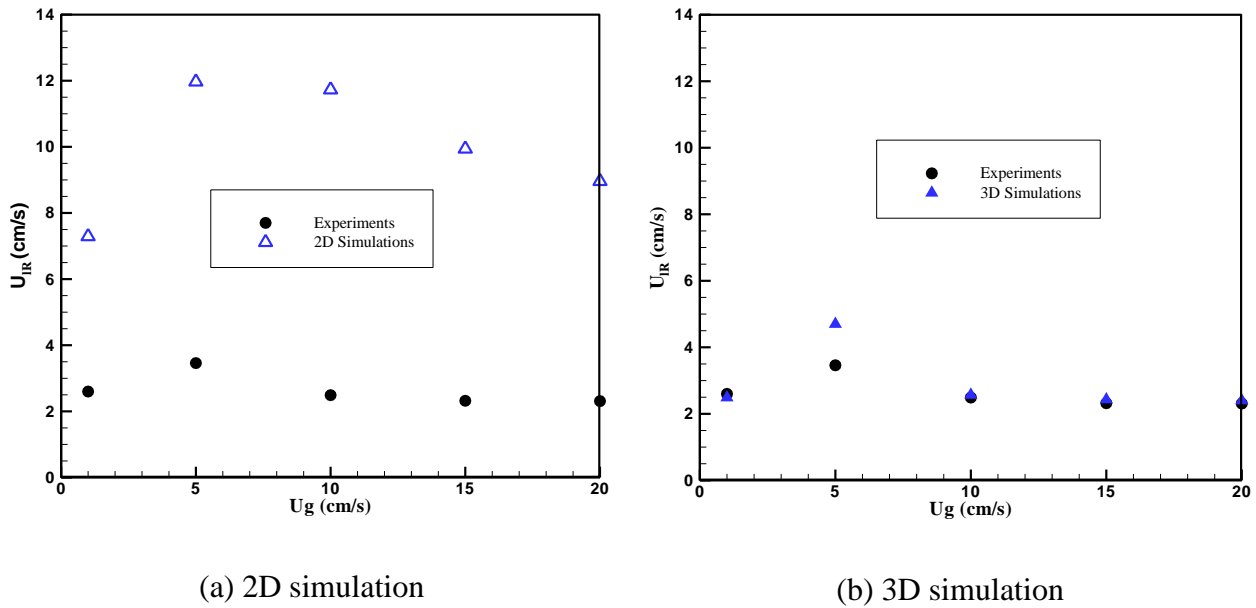 14
12
10
8
6
4
2
0
U_IR (cm/s)
Experiments
2D Simulations
0 5 10 15 20
Ug (cm/s)
(a) 2D simulation
14
12
10
8
6
4
2
0
U_IR (cm/s)
Experiments
3D Simulations
0 5 10 15 20
Ug (cm/s)
(b) 3D simulation